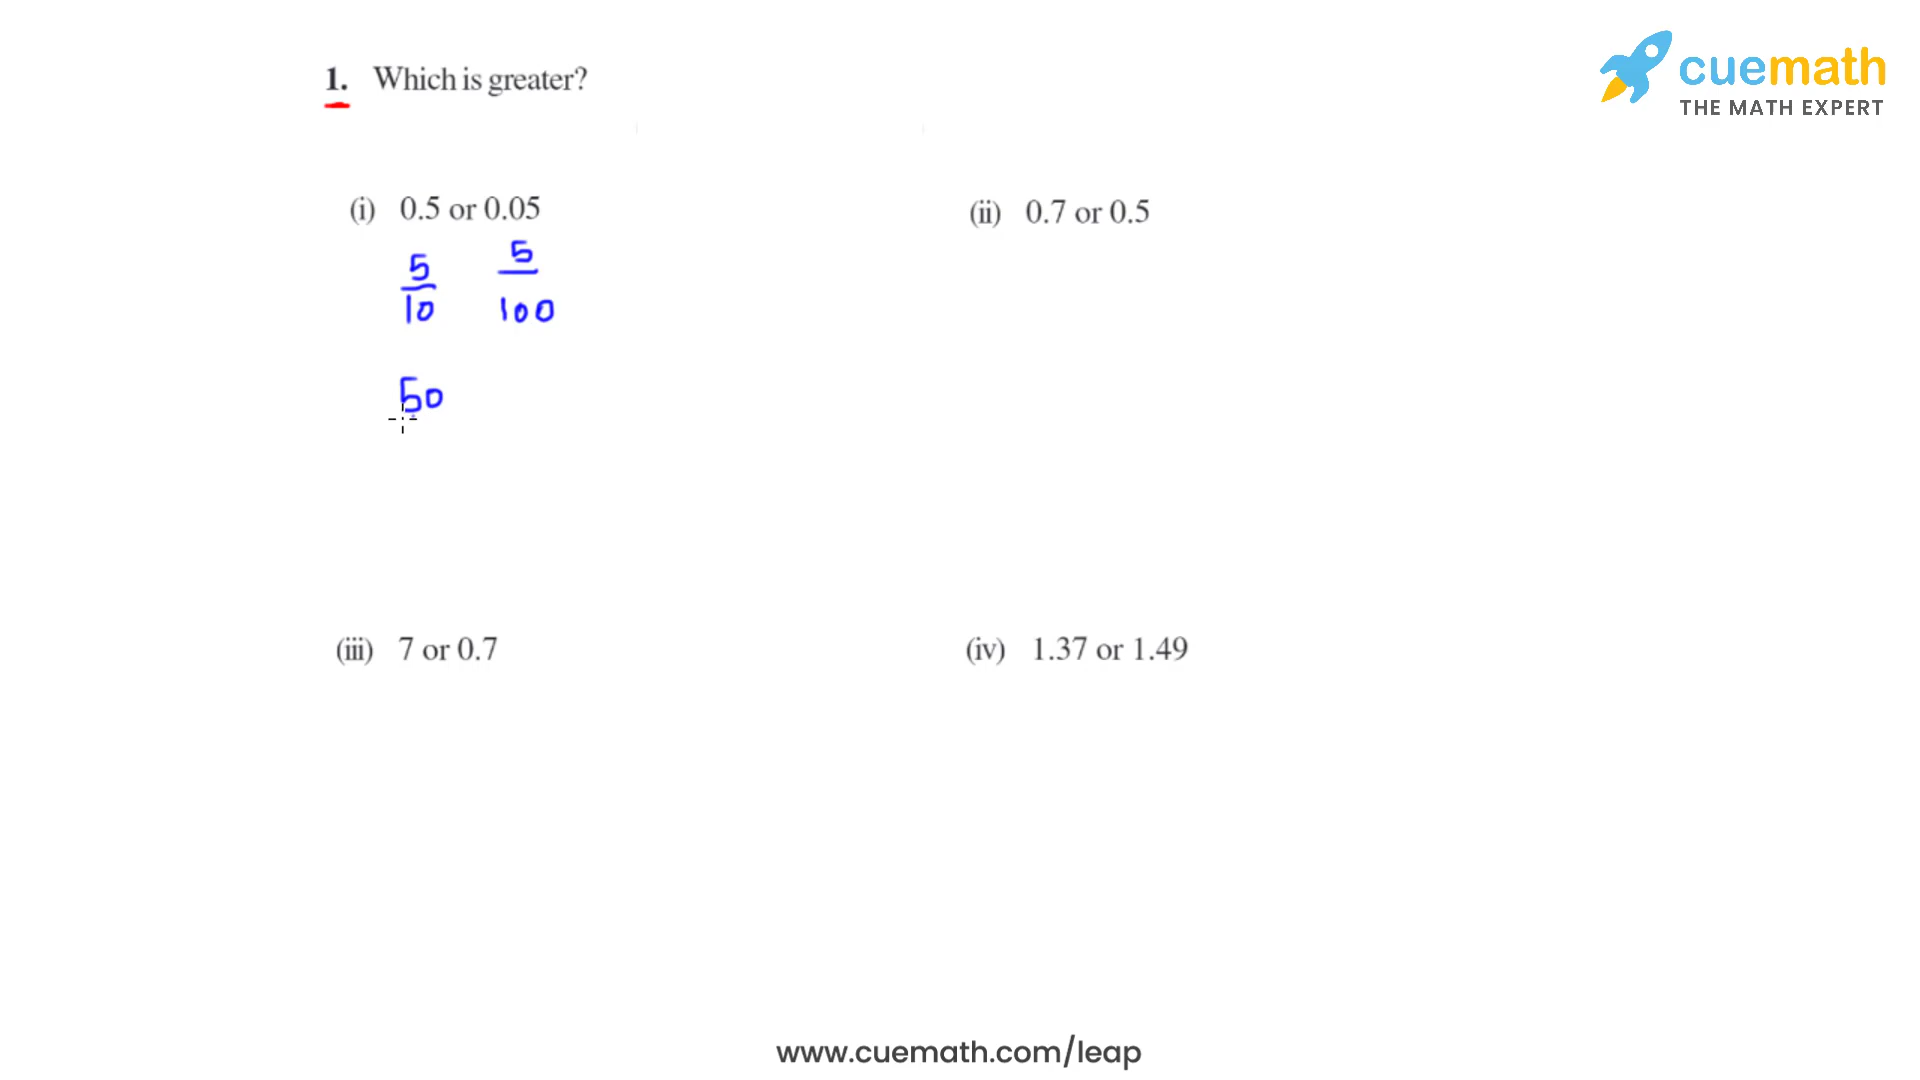 cuemath
THE MATH EXPERT
1. Which is greater?
(i) 0.5 or 0.05
5/10 5/100
50
(ii) 0.7 or 0.5
(iii) 7 or 0.7
(iv) 1.37 or 1.49
www.cuemath.com/leap